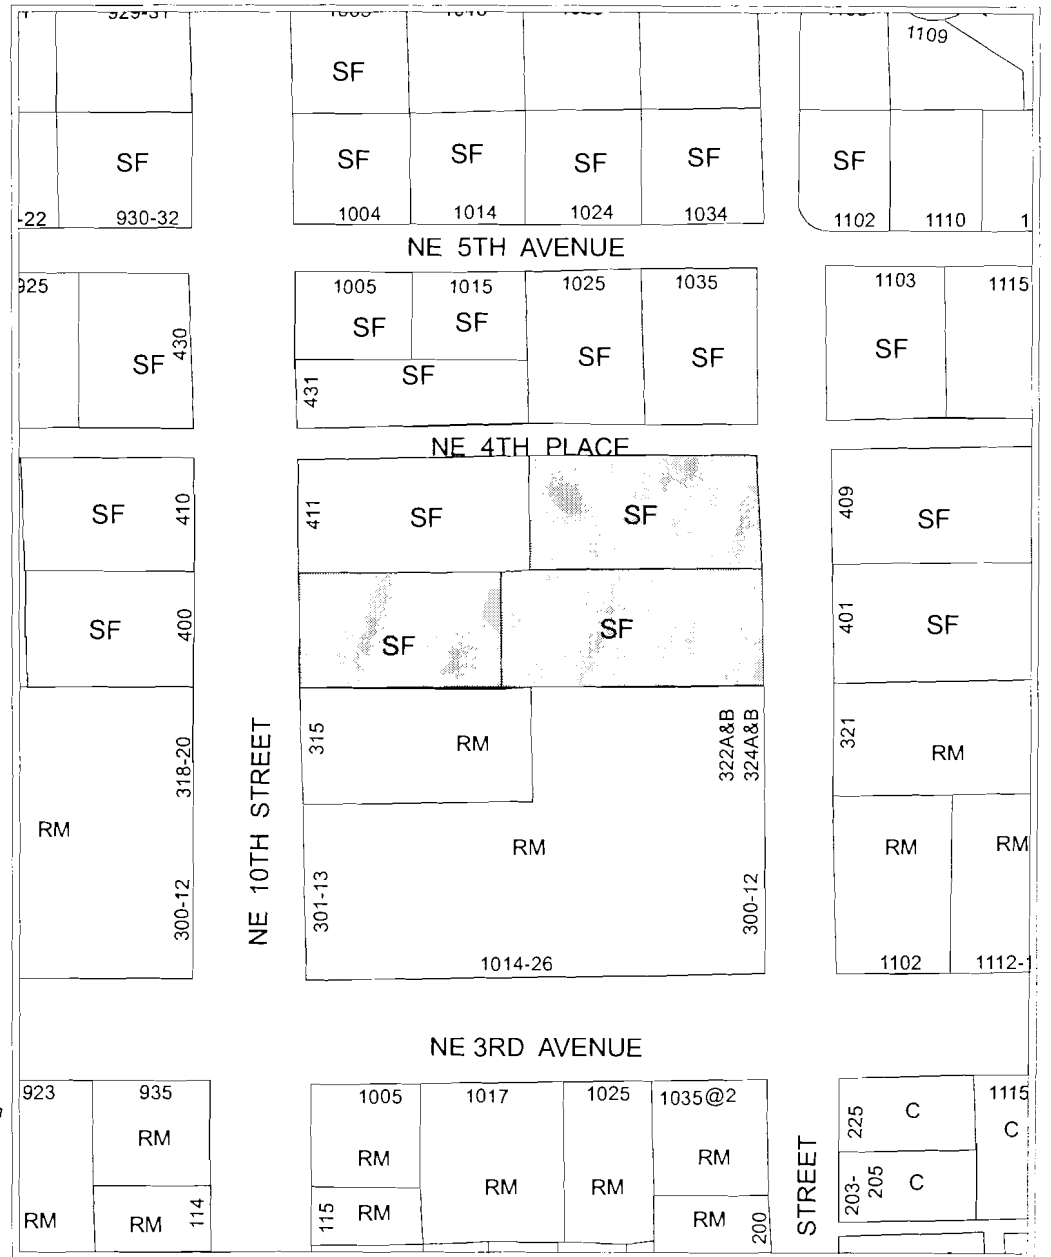 929-31
1109
SF
SF
SF
SF
SF
SF
SF
-22
930-32
1004
1014
1024
1034
1102
1110
1
NE 5TH AVENUE
925
1005
1015
1025
1035
1103
1115
SF
430
SF
SF
SF
SF
SF
431
SF
NE 4TH PLACE
SF
410
411
SF
SF
409
SF
SF
400
SF
SF
401
SF
318-20
315
RM
322A&B
324A&B
321
RM
NE 10TH STREET
RM
RM
RM
RM
300-12
301-13
300-12
1014-26
1102
1112-1
NE 3RD AVENUE
923
935
1005
1017
1025
1035@2
225
C
1115
RM
C
RM
RM
RM
RM
STREET
203-
205
C
RM
RM
114
115
RM
RM
200